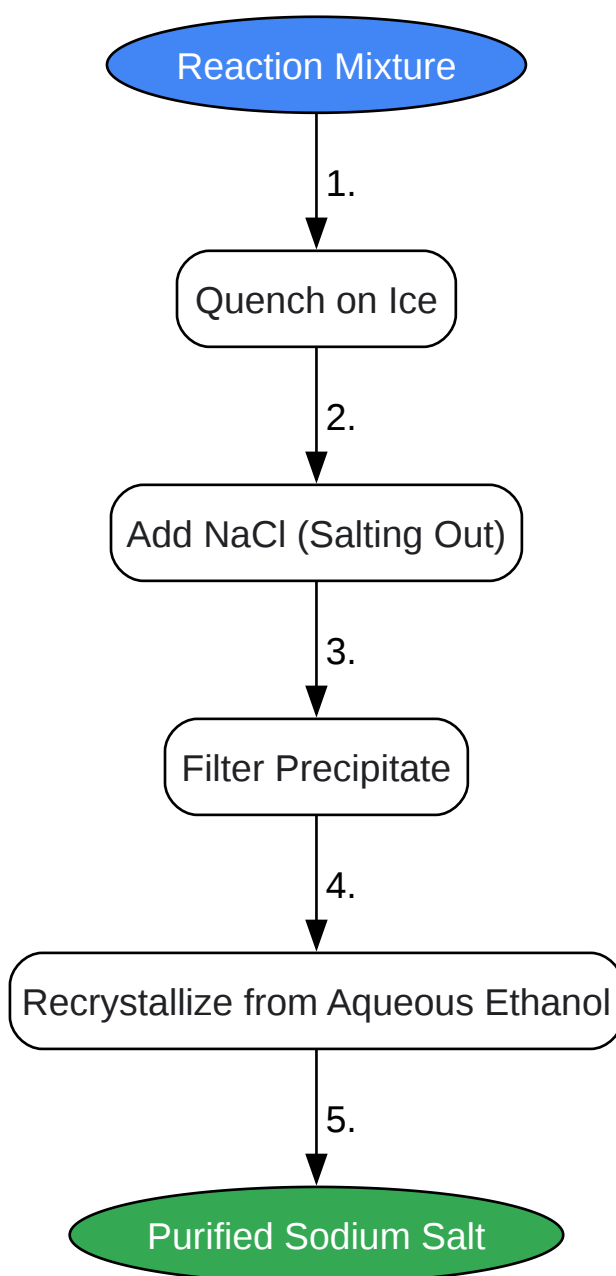 Reaction Mixture
1.
Quench on Ice
2.
Add NaCl (Salting Out)
3.
Filter Precipitate
4.
Recrystallize from Aqueous Ethanol
5.
Purified Sodium Salt